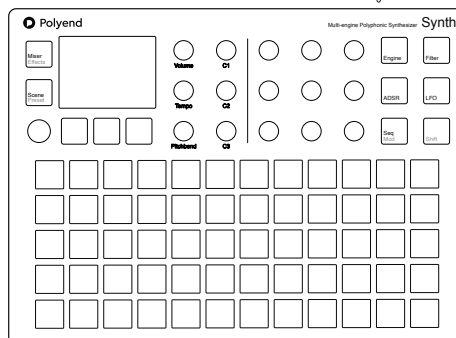 Polyend
Multi-engine Polyphonic Synthesizer Synth
Mixer
Effects
Engine
Filter
Volume
C1
Scene
Preset
ADSR
LFO
Tempo
C2
Seq
Mod
Shift
Pitchbend
C3